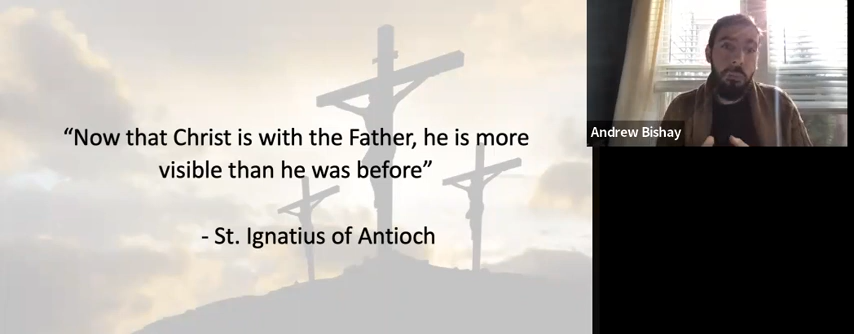 “Now that Christ is with the Father, he is more
visible than he was before”
- St. Ignatius of Antioch
Andrew Bishay